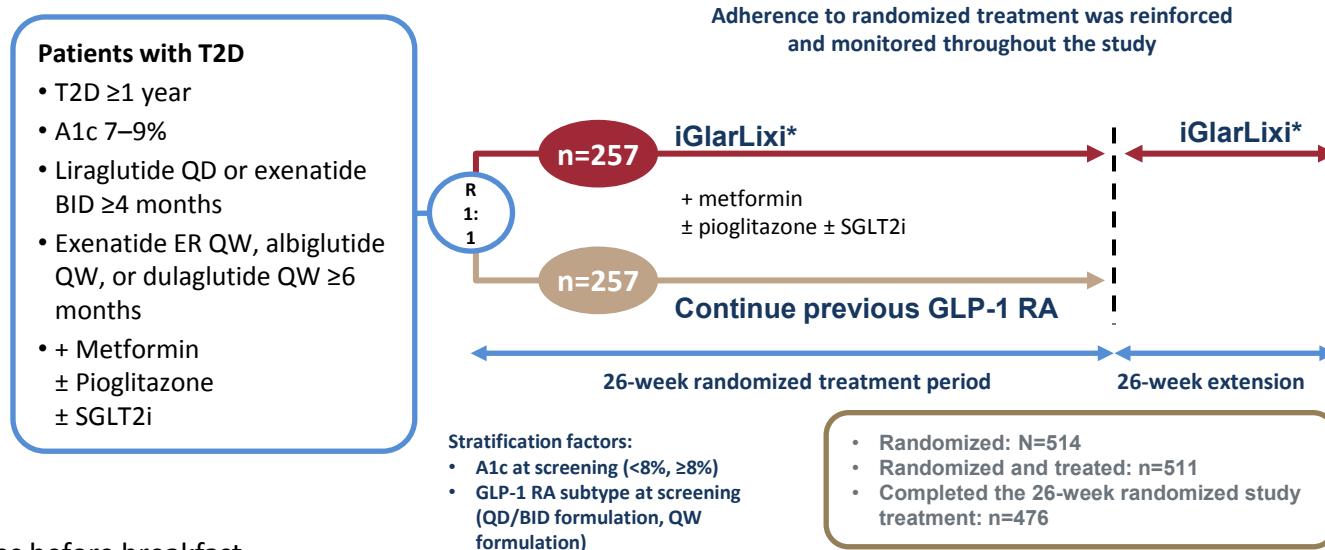 Adherence to randomized treatment was reinforced
and monitored throughout the study
Patients with T2D
• T2D ≥1 year
• A1c 7–9%
• Liraglutide QD or exenatide
BID ≥4 months
• Exenatide ER QW, albiglutide
QW, or dulaglutide QW ≥6
months
• + Metformin
± Pioglitazone
± SGLT2i
R
1:
1
n=257
iGlarLixi*
iGlarLixi*
+ metformin
± pioglitazone ± SGLT2i
n=257
Continue previous GLP-1 RA
26-week randomized treatment period
26-week extension
Stratification factors:
• A1c at screening (<8%, ≥8%)
• GLP-1 RA subtype at screening
(QD/BID formulation, QW
formulation)
• Randomized: N=514
• Randomized and treated: n=511
• Completed the 26-week randomized study
treatment: n=476
before breakfast